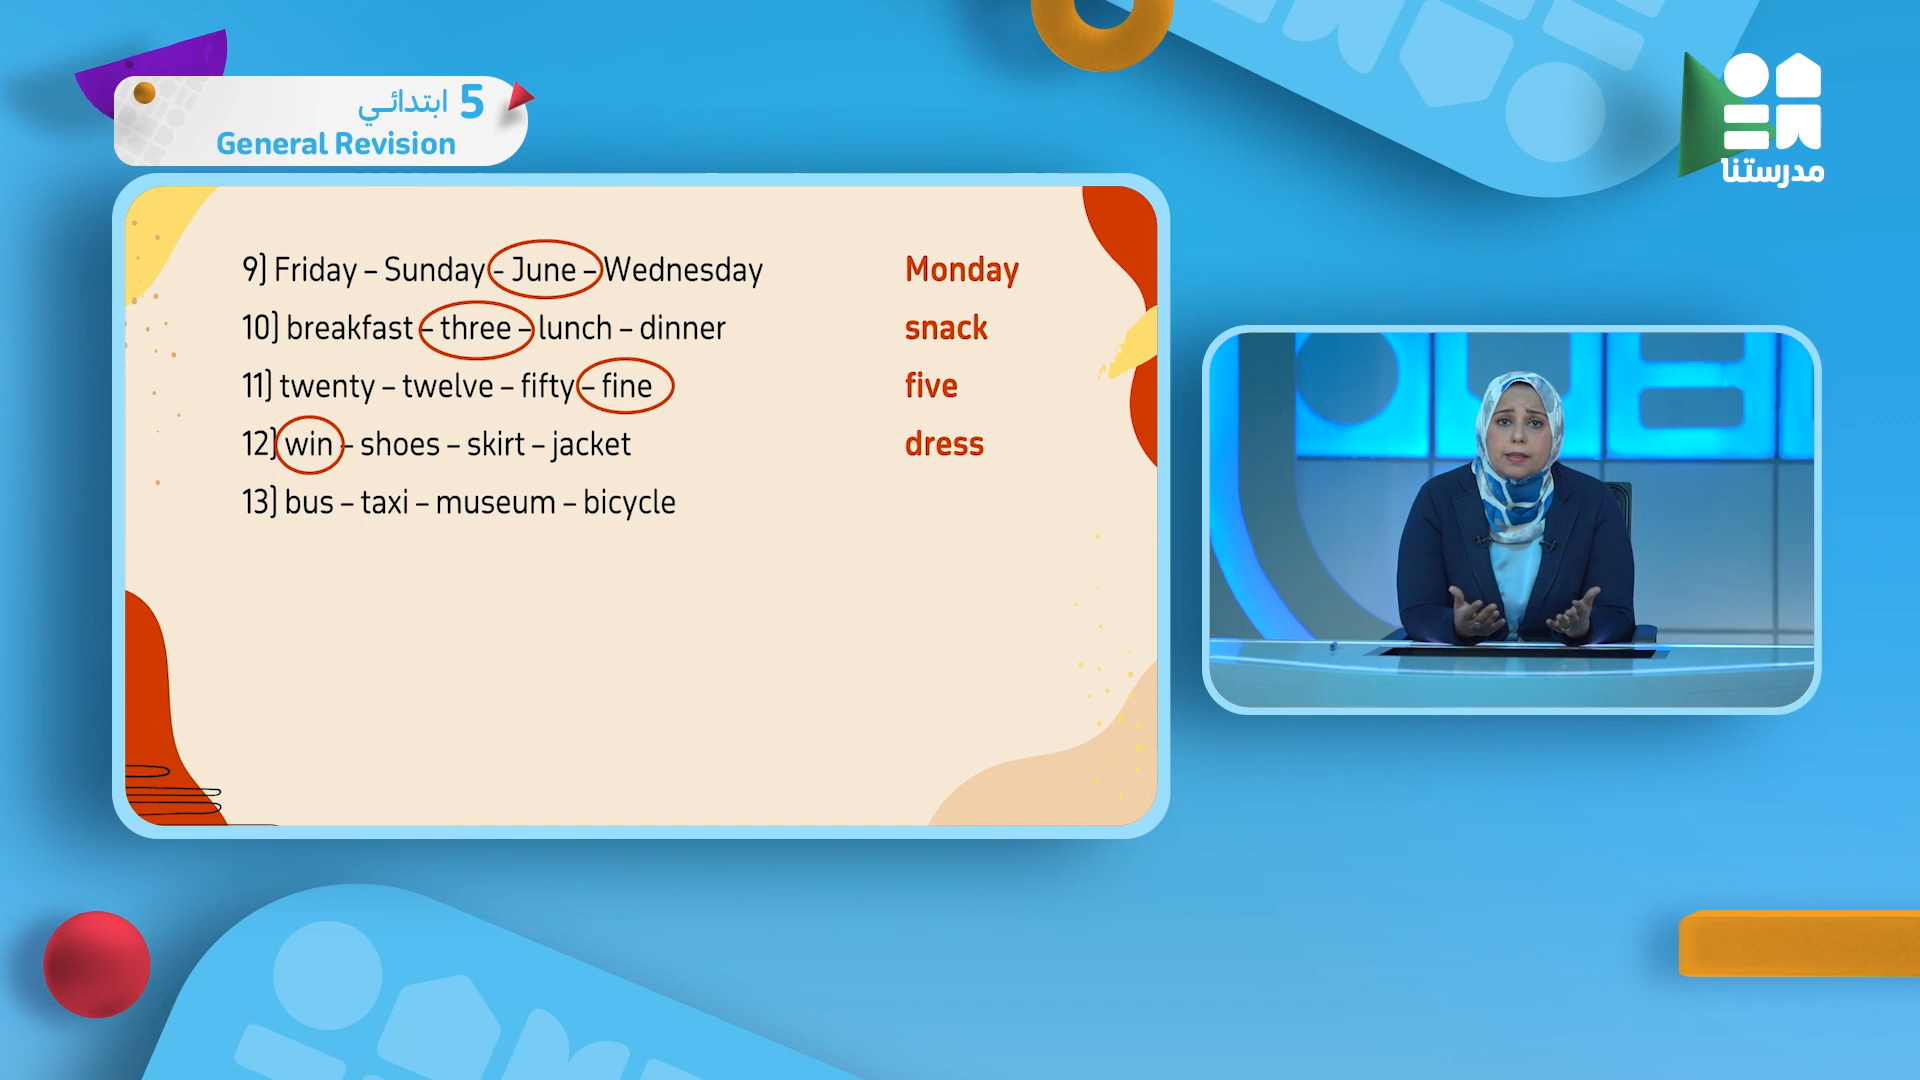 5 ابتدائي
General Revision
مدرستنا
9) Friday – Sunday – June – Wednesday Monday
10) breakfast – three – lunch – dinner snack
11) twenty – twelve – fifty – fine five
12) win – shoes – skirt – jacket dress
13) bus – taxi – museum – bicycle